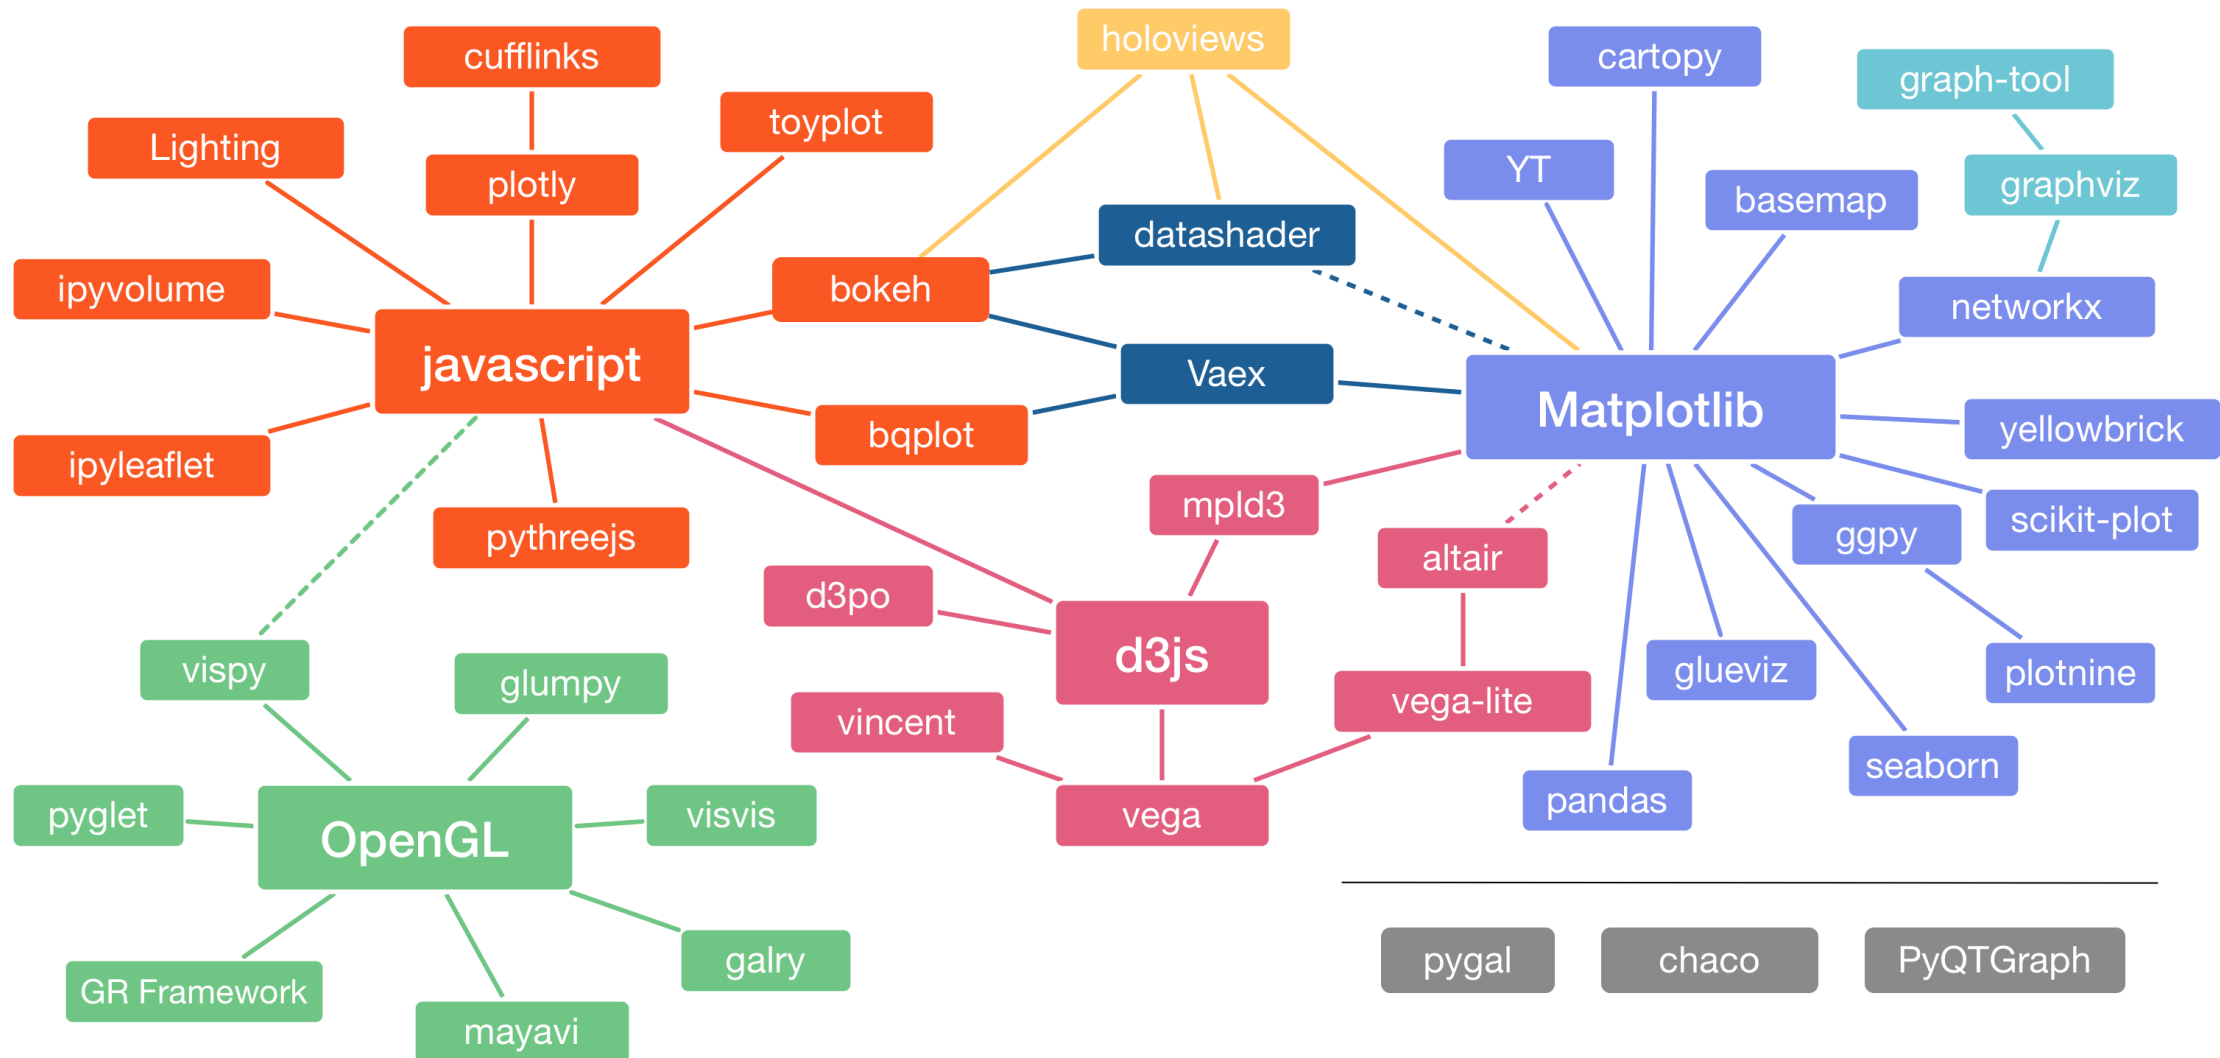 holoviews
cufflinks
cartopy
graph-tool
toyplot
Lighting
YT
plotly
graphviz
basemap
datashader
ipyvolume
bokeh
networkx
javascript
Vaex
Matplotlib
yellowbrick
bqplot
ipyleaflet
mpld3
scikit-plot
pythreejs
ggpy
altair
d3po
d3js
vispy
glumpy
glueviz
plotnine
vega-lite
vincent
seaborn
pandas
pyglet
visvis
vega
OpenGL
galry
pygal
chaco
PyQTGraph
GR Framework
mayavi